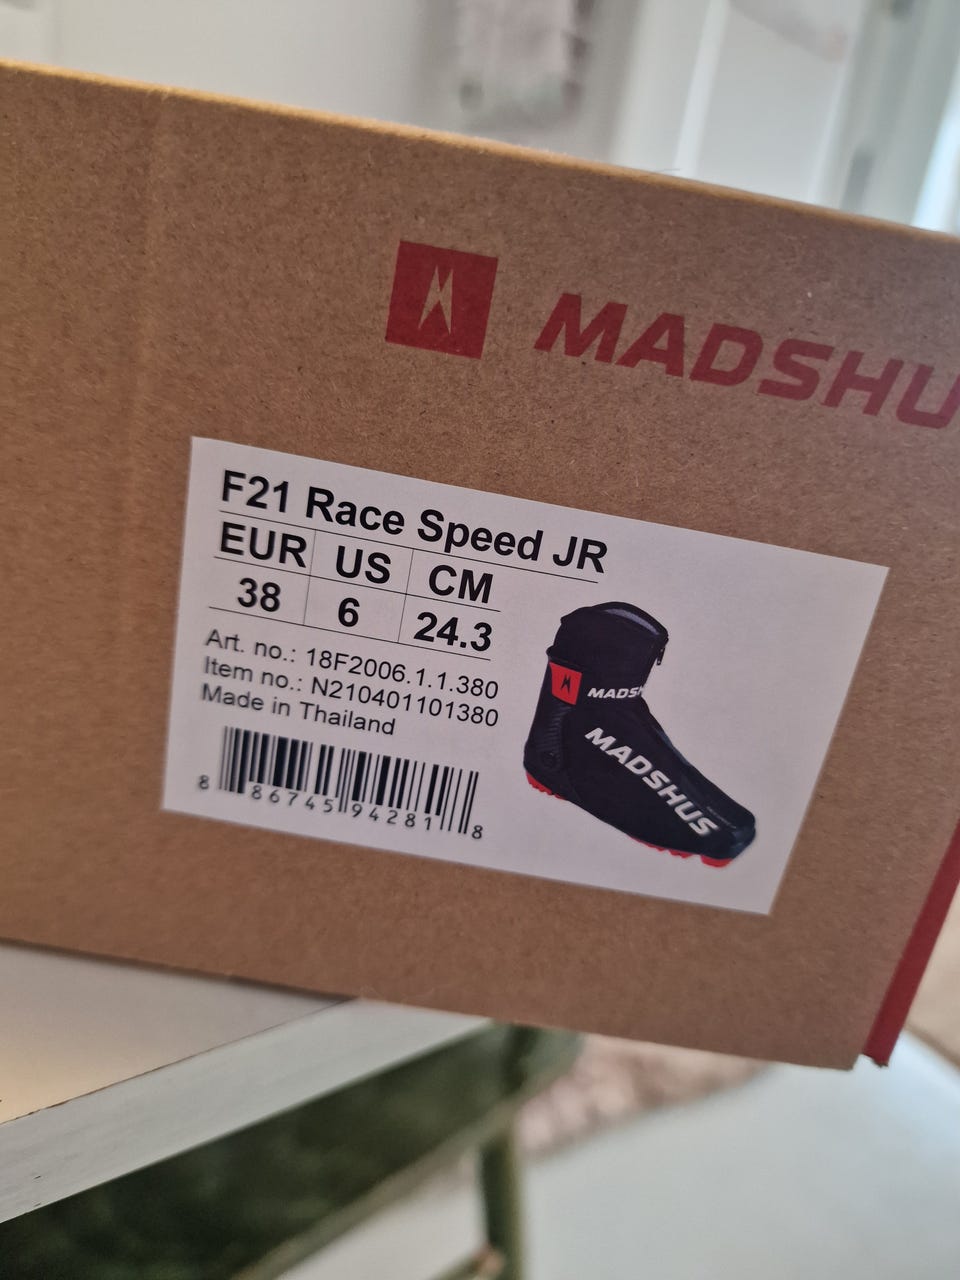 MADSHU
F21 Race Speed JR
EUR US CM
38 6 24.3
Art. no.: 18F2006.1.1.380
Item no.: N210401101380
Made in Thailand
8 86745 94281 8
MADSH
MADSHUS